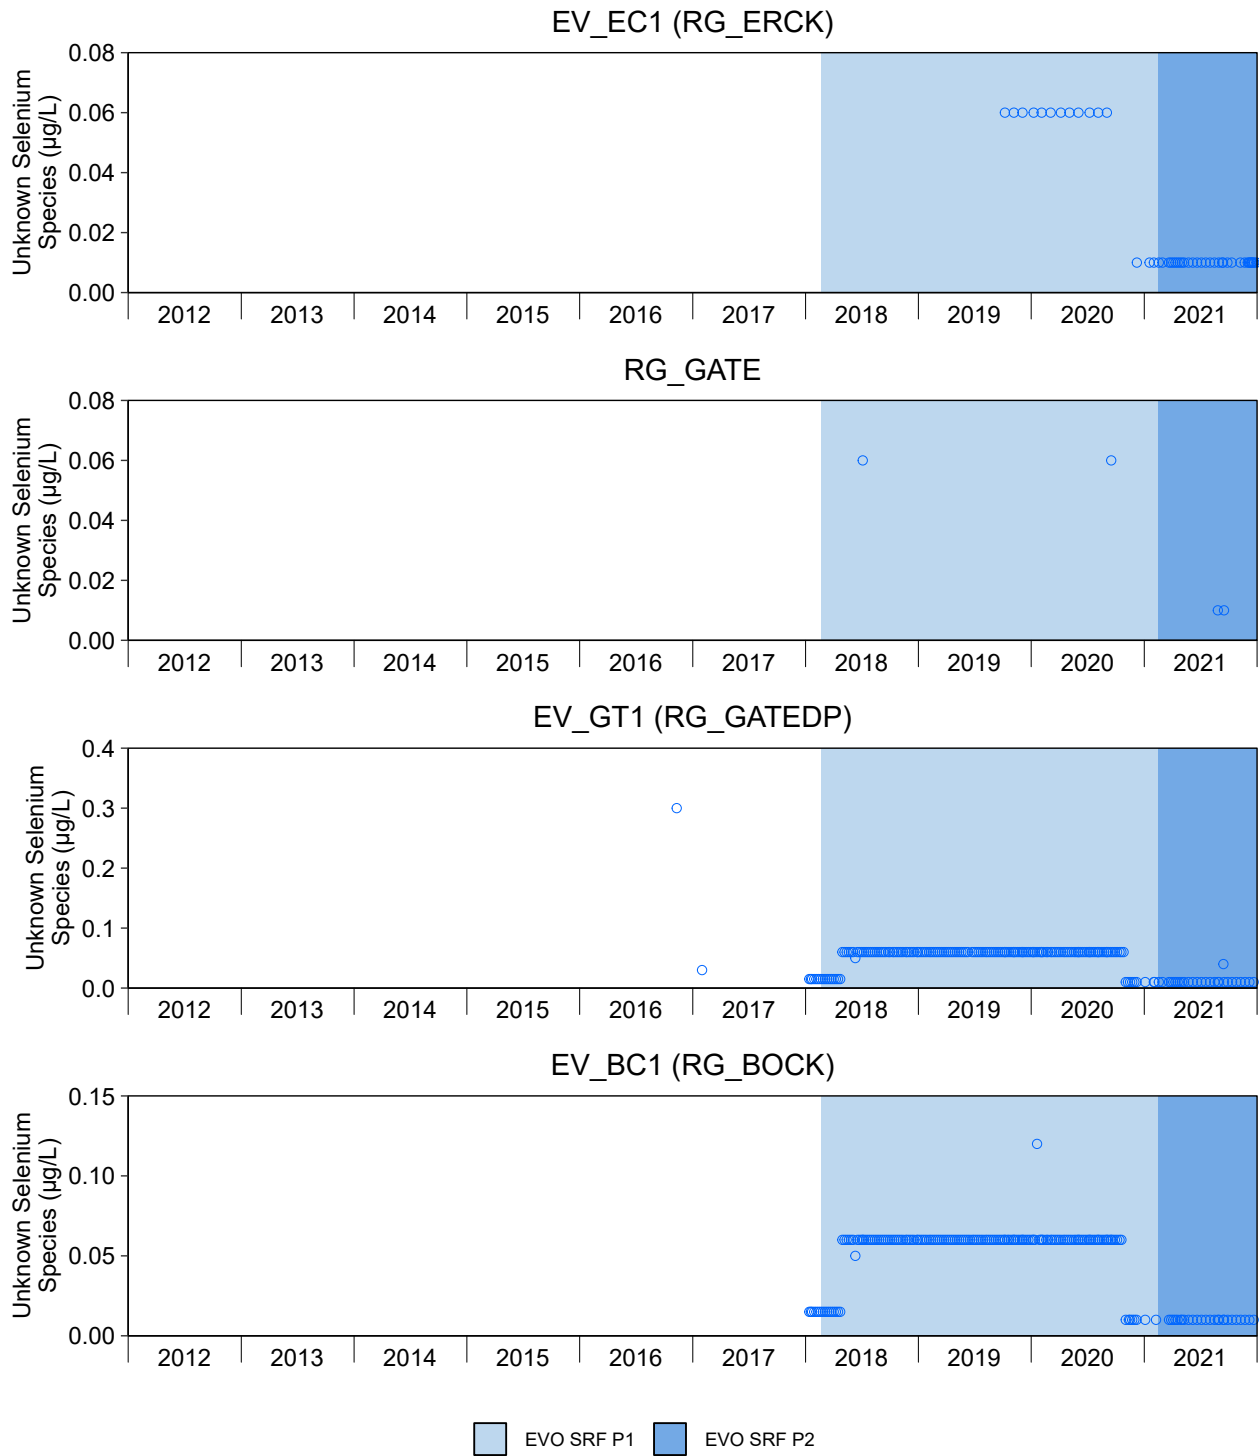 EV_EC1 (RG_ERCK)
Unknown Selenium
Species (µg/L)
0.08
0.06
0.04
0.02
0.00
2012 2013 2014 2015 2016 2017 2018 2019 2020 2021
RG_GATE
Unknown Selenium
Species (µg/L)
0.08
0.06
0.04
0.02
0.00
2012 2013 2014 2015 2016 2017 2018 2019 2020 2021
EV_GT1 (RG_GATEDP)
Unknown Selenium
Species (µg/L)
0.4
0.3
0.2
0.1
0.0
2012 2013 2014 2015 2016 2017 2018 2019 2020 2021
EV_BC1 (RG_BOCK)
Unknown Selenium
Species (µg/L)
0.15
0.10
0.05
0.00
2012 2013 2014 2015 2016 2017 2018 2019 2020 2021
EVO SRF P1 EVO SRF P2